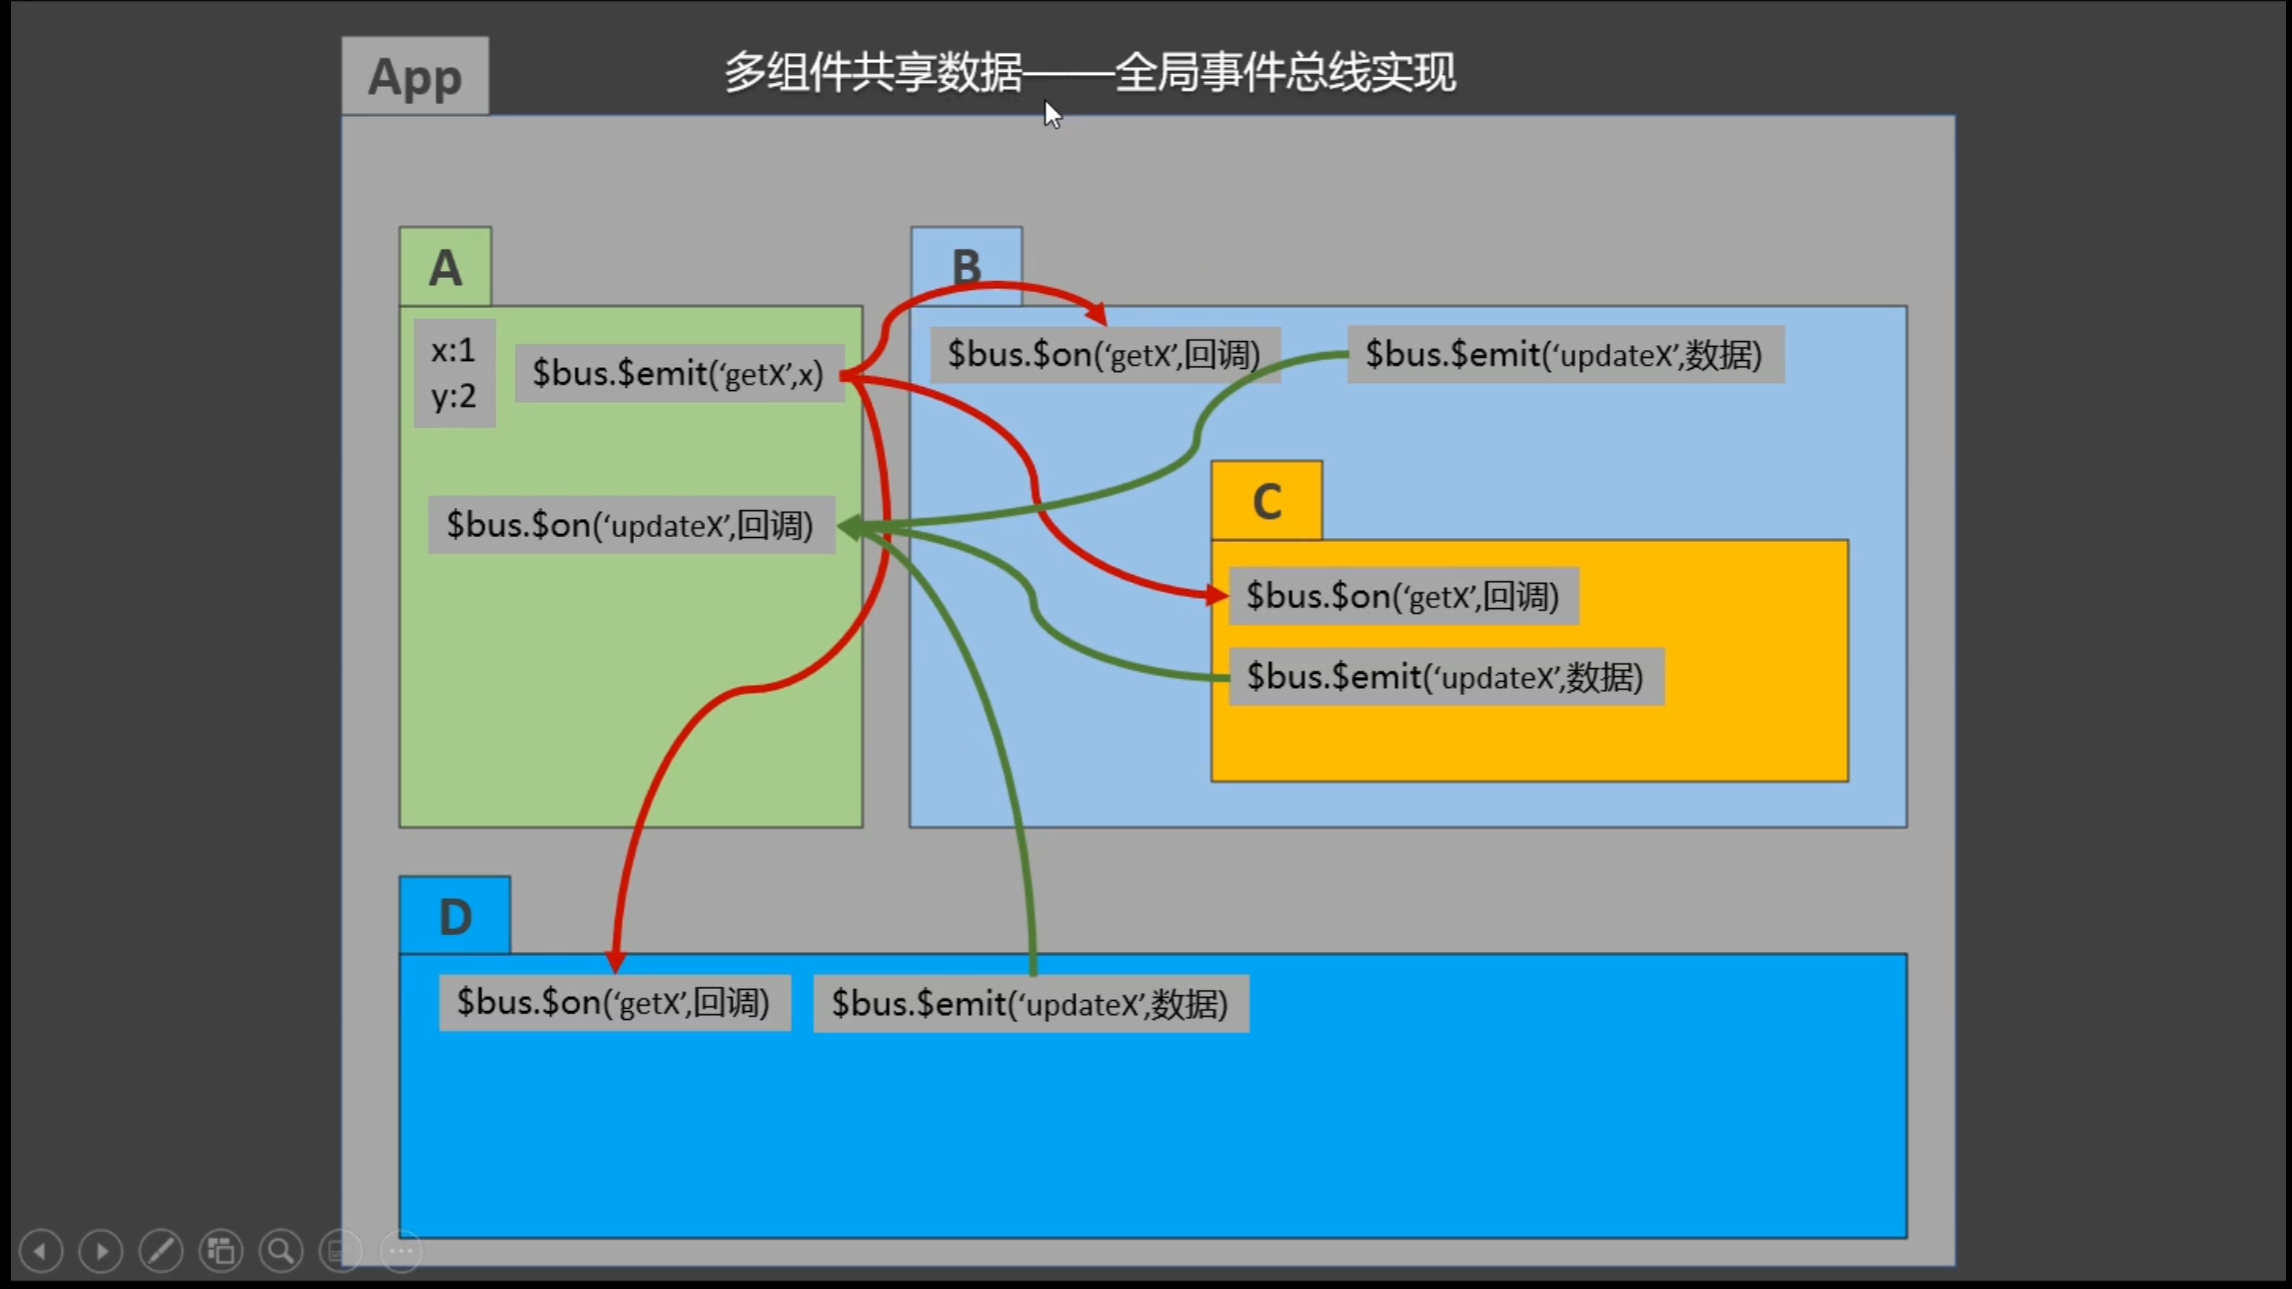 App
多组件共享数据——全局事件总线实现
A
x:1
y:2
$bus.$emit(‘getX’,x)
$bus.$on(‘updateX’,回调)
B
$bus.$on(‘getX’,回调)
$bus.$emit(‘updateX’,数据)
C
$bus.$on(‘getX’,回调)
$bus.$emit(‘updateX’,数据)
D
$bus.$on(‘getX’,回调)
$bus.$emit(‘updateX’,数据)